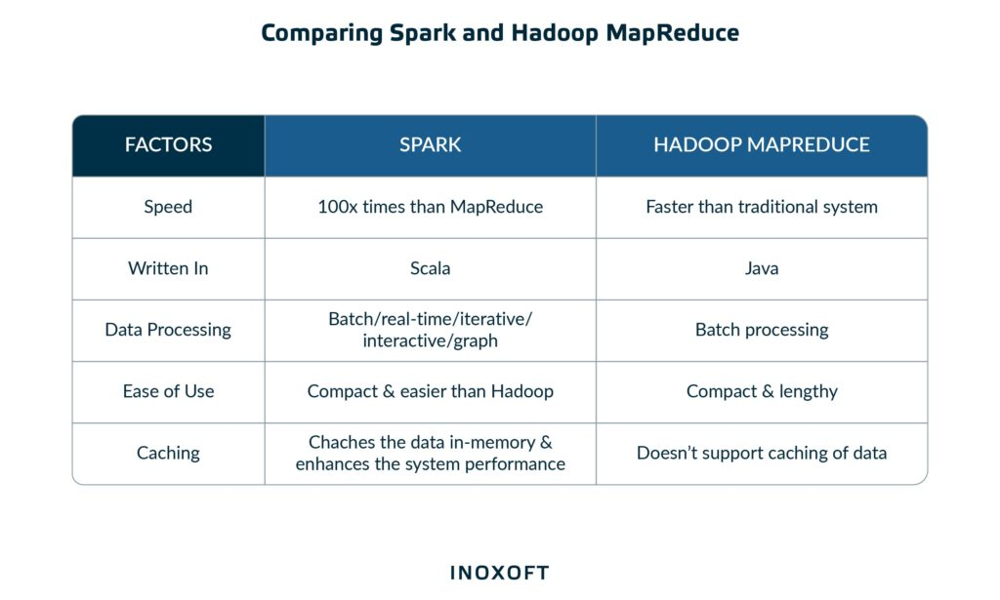 Comparing Spark and Hadoop MapReduce
FACTORS
SPARK
HADOOP MAPREDUCE
Speed
100x times than MapReduce
Faster than traditional system
Written In
Scala
Java
Data Processing
Batch/real-time/iterative/
interactive/graph
Batch processing
Ease of Use
Compact & easier than Hadoop
Compact & lengthy
Caching
Chaches the data in-memory &
enhances the system performance
Doesn’t support caching of data
INOXOFT